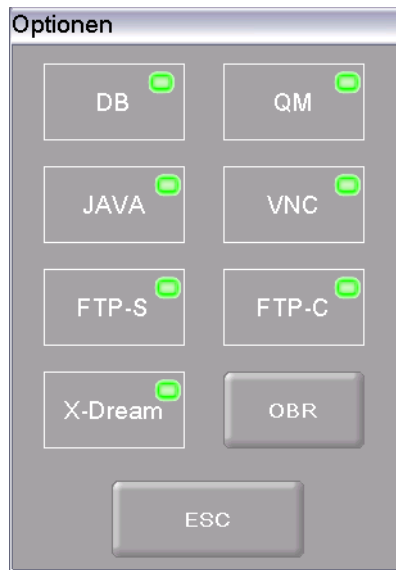 Optionen
DB
QM
JAVA
VNC
FTP-S
FTP-C
X-Dream
OBR
ESC